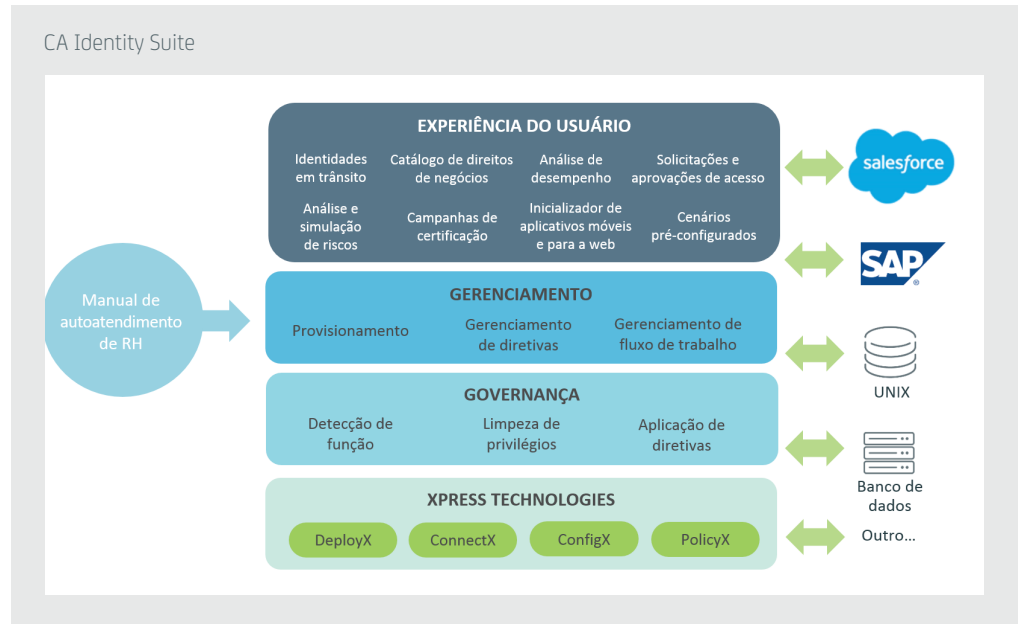 CA Identity Suite
Manual de
autoatendimento
de RH
EXPERIÊNCIA DO USUÁRIO
Identidades
em trânsito
Catálogo de direitos
de negócios
Análise de
desempenho
Solicitações e
aprovações de acesso
Análise e
simulação
de riscos
Campanhas de
certificação
Inicializador de
aplicativos móveis
e para a web
Cenários
pré-configurados
GERENCIAMENTO
Provisionamento
Gerenciamento
de diretivas
Gerenciamento de
fluxo de trabalho
GOVERNANÇA
Detecção de
função
Limpeza de
privilégios
Aplicação de
diretivas
XPRESS TECHNOLOGIES
DeployX
ConnectX
ConfigX
PolicyX
salesforce
SAP®
UNIX
Banco de
dados
Outro...